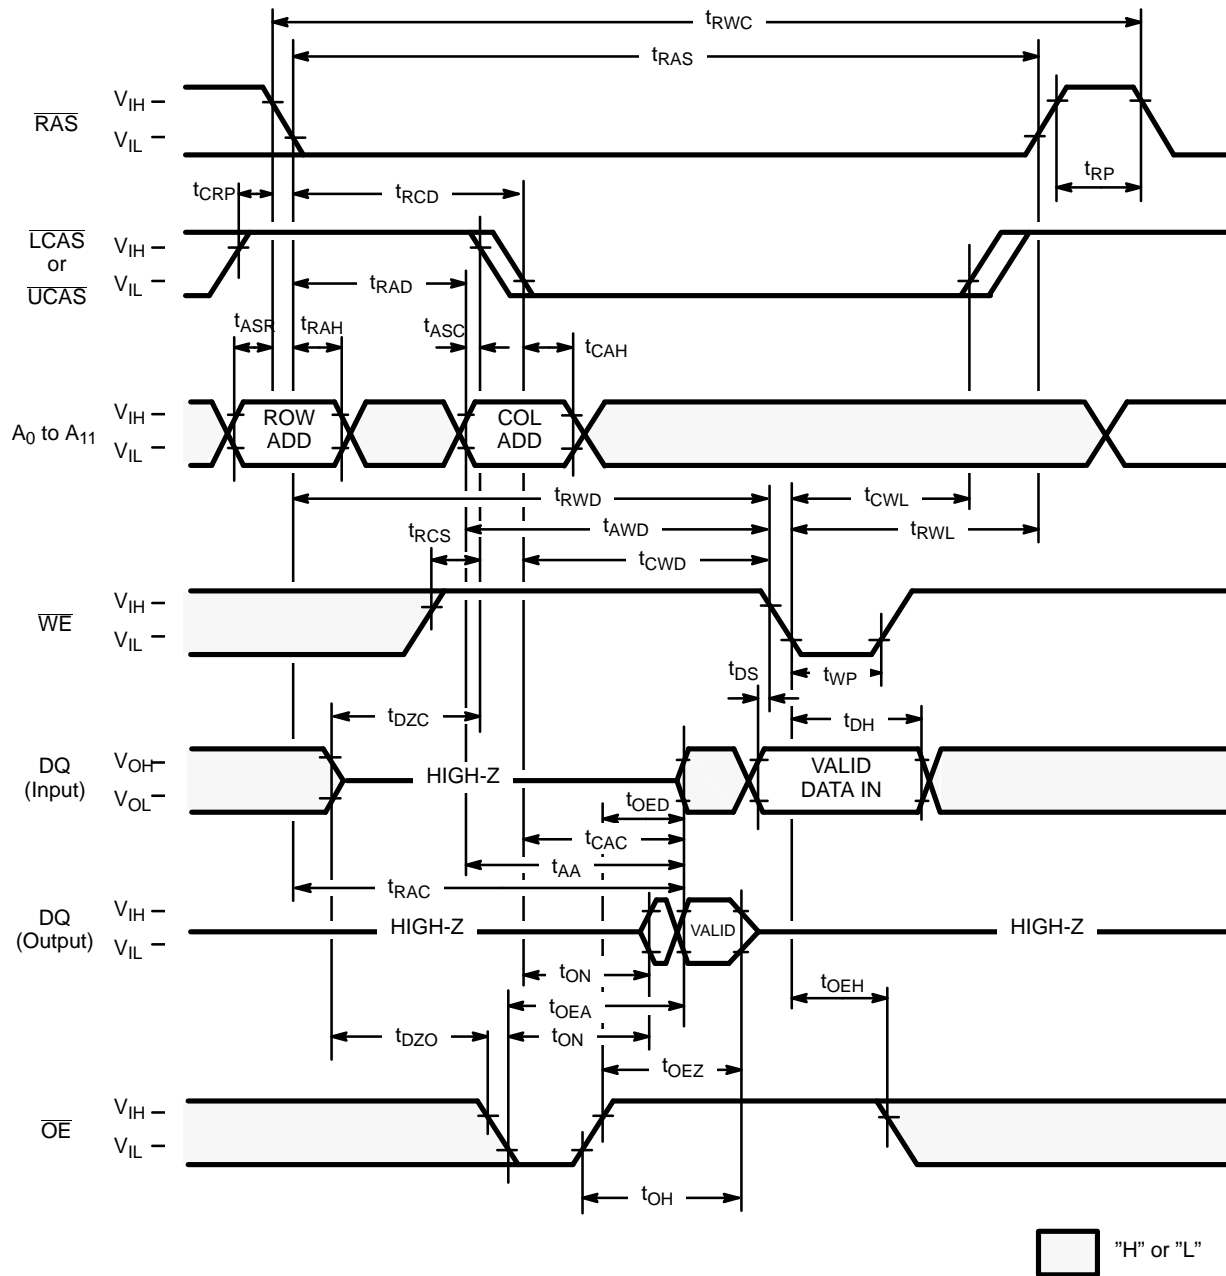 tRWC
tRAS
RAS
VIH
VIL
tRP
tCRP
tRCD
LCAS
or
UCAS
VIH
VIL
tRAD
tASR
tRAH
tASC
tCAH
A0 to A11
VIH
VIL
ROW
ADD
COL
ADD
tRWD
tCWL
tRCS
tAWD
tRWL
tCWD
WE
VIH
VIL
tDS
tWP
tDZC
tDH
DQ
(Input)
VOH
VOL
HIGH-Z
VALID
DATA IN
tOED
tCAC
tAA
tRAC
DQ
(Output)
VIH
VIL
HIGH-Z
VALID
HIGH-Z
tON
tOEH
tOEA
tDZO
tON
tOEZ
OE
VIH
VIL
tOH
”H” or ”L”